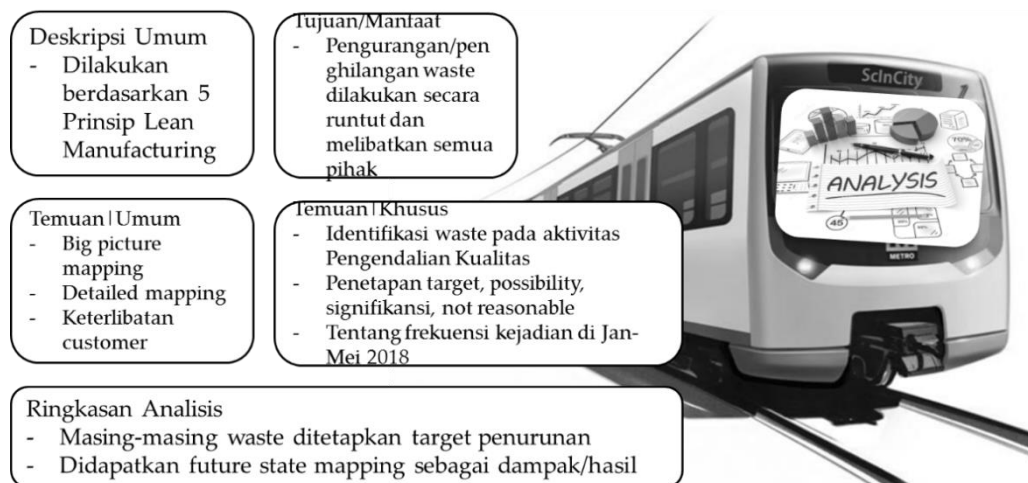 Deskripsi Umum
- Dilakukan
berdasarkan 5
Prinsip Lean
Manufacturing
Tujuan/Manfaat
- Pengurangan/pen
ghilangan waste
dilakukan secara
runtut dan
melibatkan semua
pihak
Temuan|Umum
- Big picture
mapping
- Detailed mapping
- Keterlibatan
customer
Temuan|Khusus
- Identifikasi waste pada aktivitas
Pengendalian Kualitas
- Penetapan target, possibility,
signifikansi, not reasonable
- Tentang frekuensi kejadian di Jan-
Mei 2018
Ringkasan Analisis
- Masing-masing waste ditetapkan target penurunan
- Didapatkan future state mapping sebagai dampak/hasil
ScInCity
ANALYSIS
45
METRO